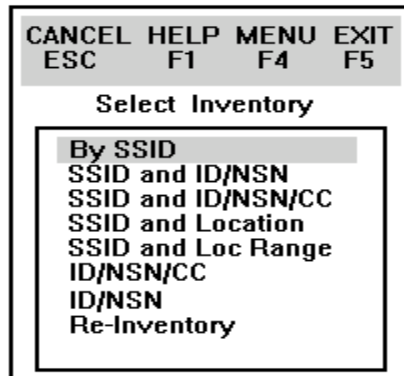 CANCEL HELP MENU EXIT
ESC F1 F4 F5
Select Inventory
By SSID
SSID and ID/NSN
SSID and ID/NSN/CC
SSID and Location
SSID and Loc Range
ID/NSN/CC
ID/NSN
Re-Inventory